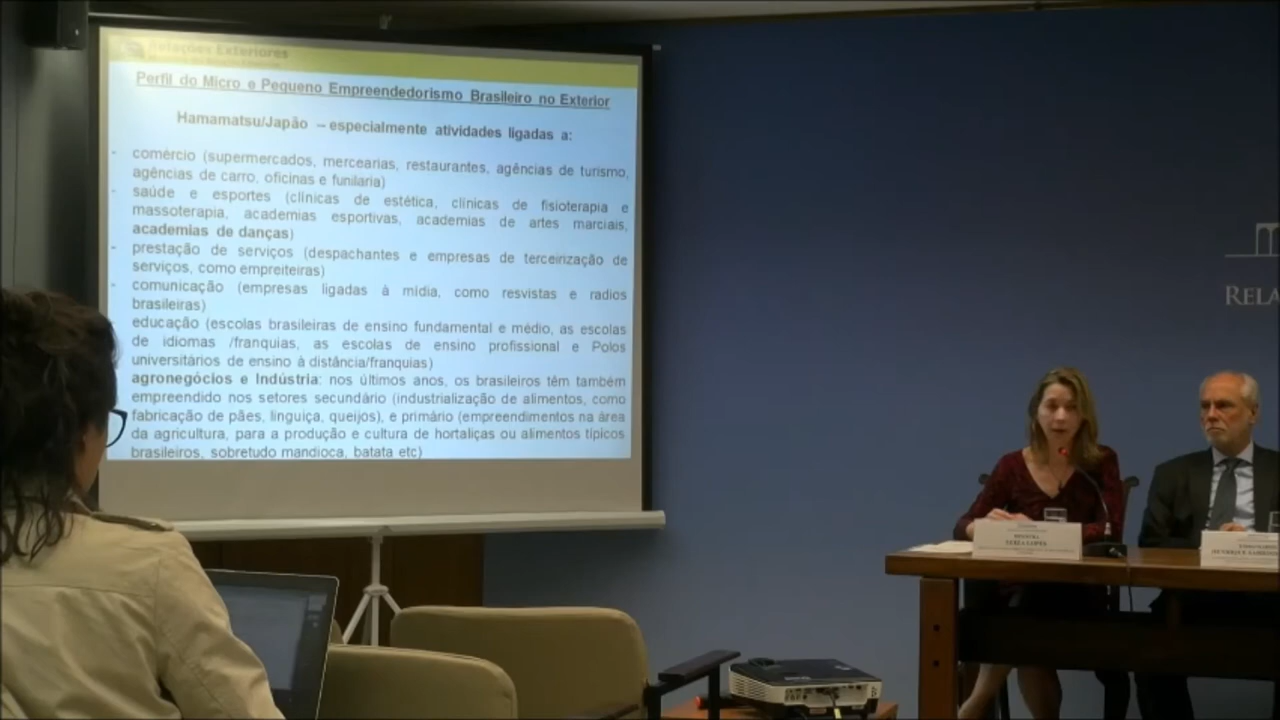 Relações Exteriores
Perfil do Micro e Pequeno Empreendedorismo Brasileiro no Exterior
Hamamatsu/Japão – especialmente atividades ligadas a:
- comércio (supermercados, mercearias, restaurantes, agências de turismo,
agências de carro, oficinas e funilaria)
- saúde e esportes (clínicas de estética, clínicas de fisioterapia e
massoterapia, academias esportivas, academias de artes marciais,
academias de danças)
- prestação de serviços (despachantes e empresas de terceirização de
serviços, como empreiteiras)
- comunicação (empresas ligadas à mídia, como resvistas e radios
brasileiras)
educação (escolas brasileiras de ensino fundamental e médio, as escolas
de idiomas /franquias, as escolas de ensino profissional e Polos
universitários de ensino à distância/franquias)
agronegócios e Indústria: nos últimos anos, os brasileiros têm também
empreendido nos setores secundário (industrialização de alimentos, como
fabricação de pães, linguiça, queijos), e primário (empreendimentos na área
da agricultura, para a produção e cultura de hortaliças ou alimentos típicos
brasileiros, sobretudo mandioca, batata etc)
RELA
LOPES
HENRIQUE